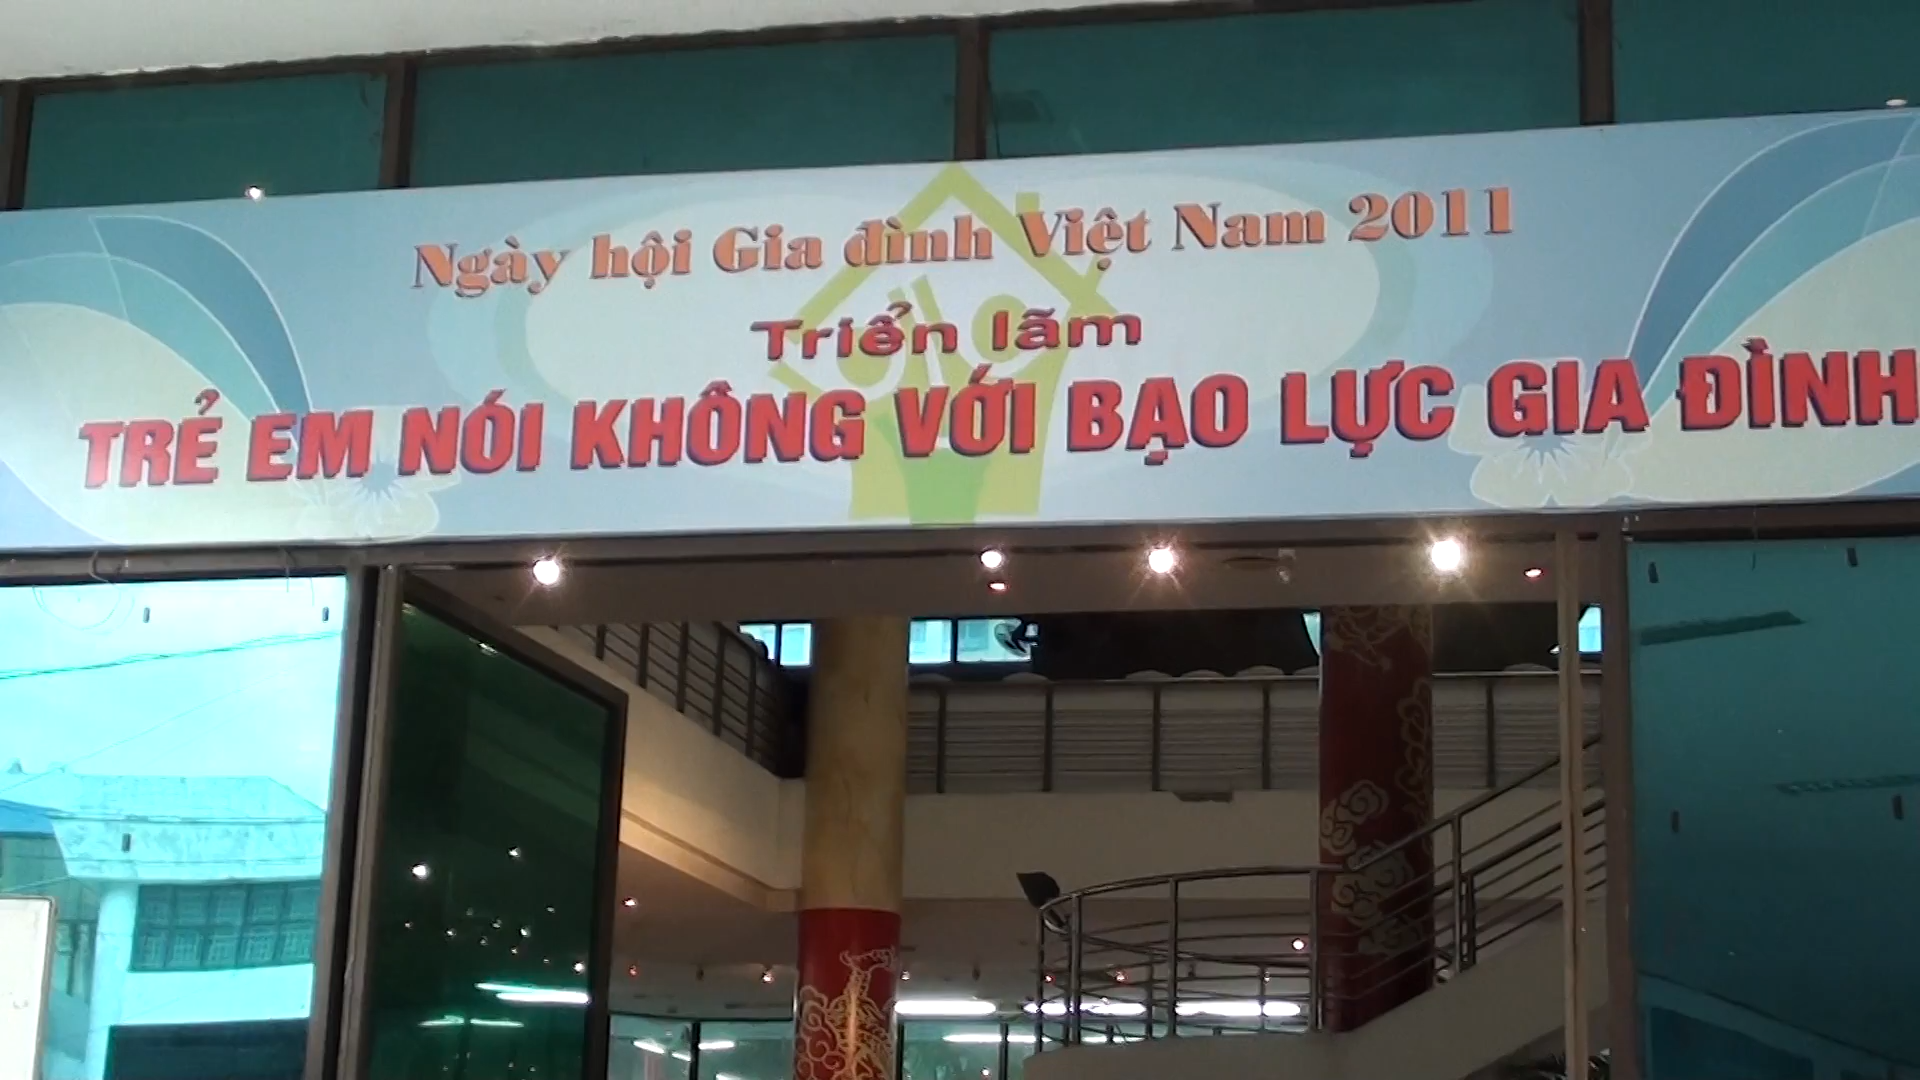 Ngày hội Gia đình Việt Nam 2011
Triển lãm
TRẺ EM NÓI KHÔNG VỚI BẠO LỰC GIA ĐÌNH